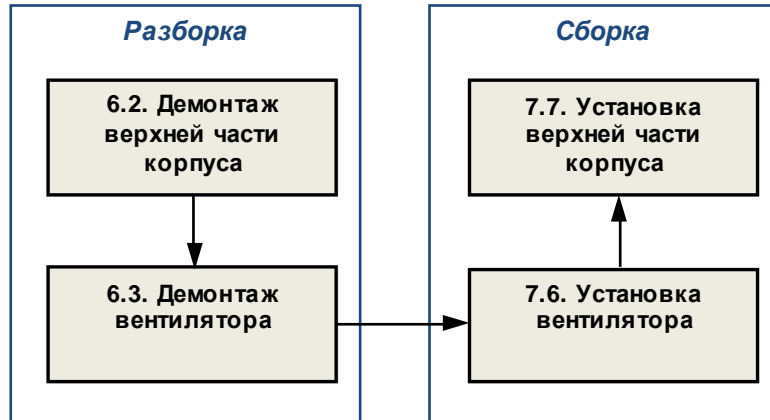 Разборка
6.2. Демонтаж
верхней части
корпуса
6.3. Демонтаж
вентилятора
Сборка
7.7. Установка
верхней части
корпуса
7.6. Установка
вентилятора